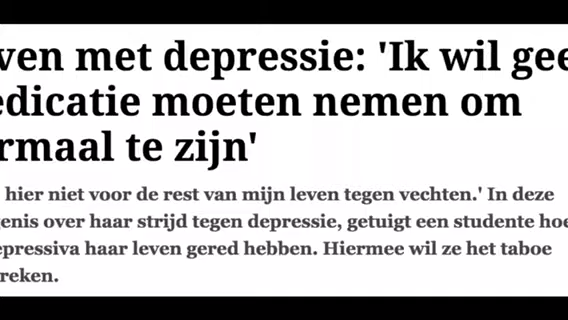 ven met depressie: 'Ik wil gee
edicatie moeten nemen om
rmaal te zijn'
hier niet voor de rest van mijn leven tegen vechten.' In deze
genis over haar strijd tegen depressie, getuigt een studente hoe
epressiva haar leven gered hebben. Hiermee wil ze het taboe
reken.